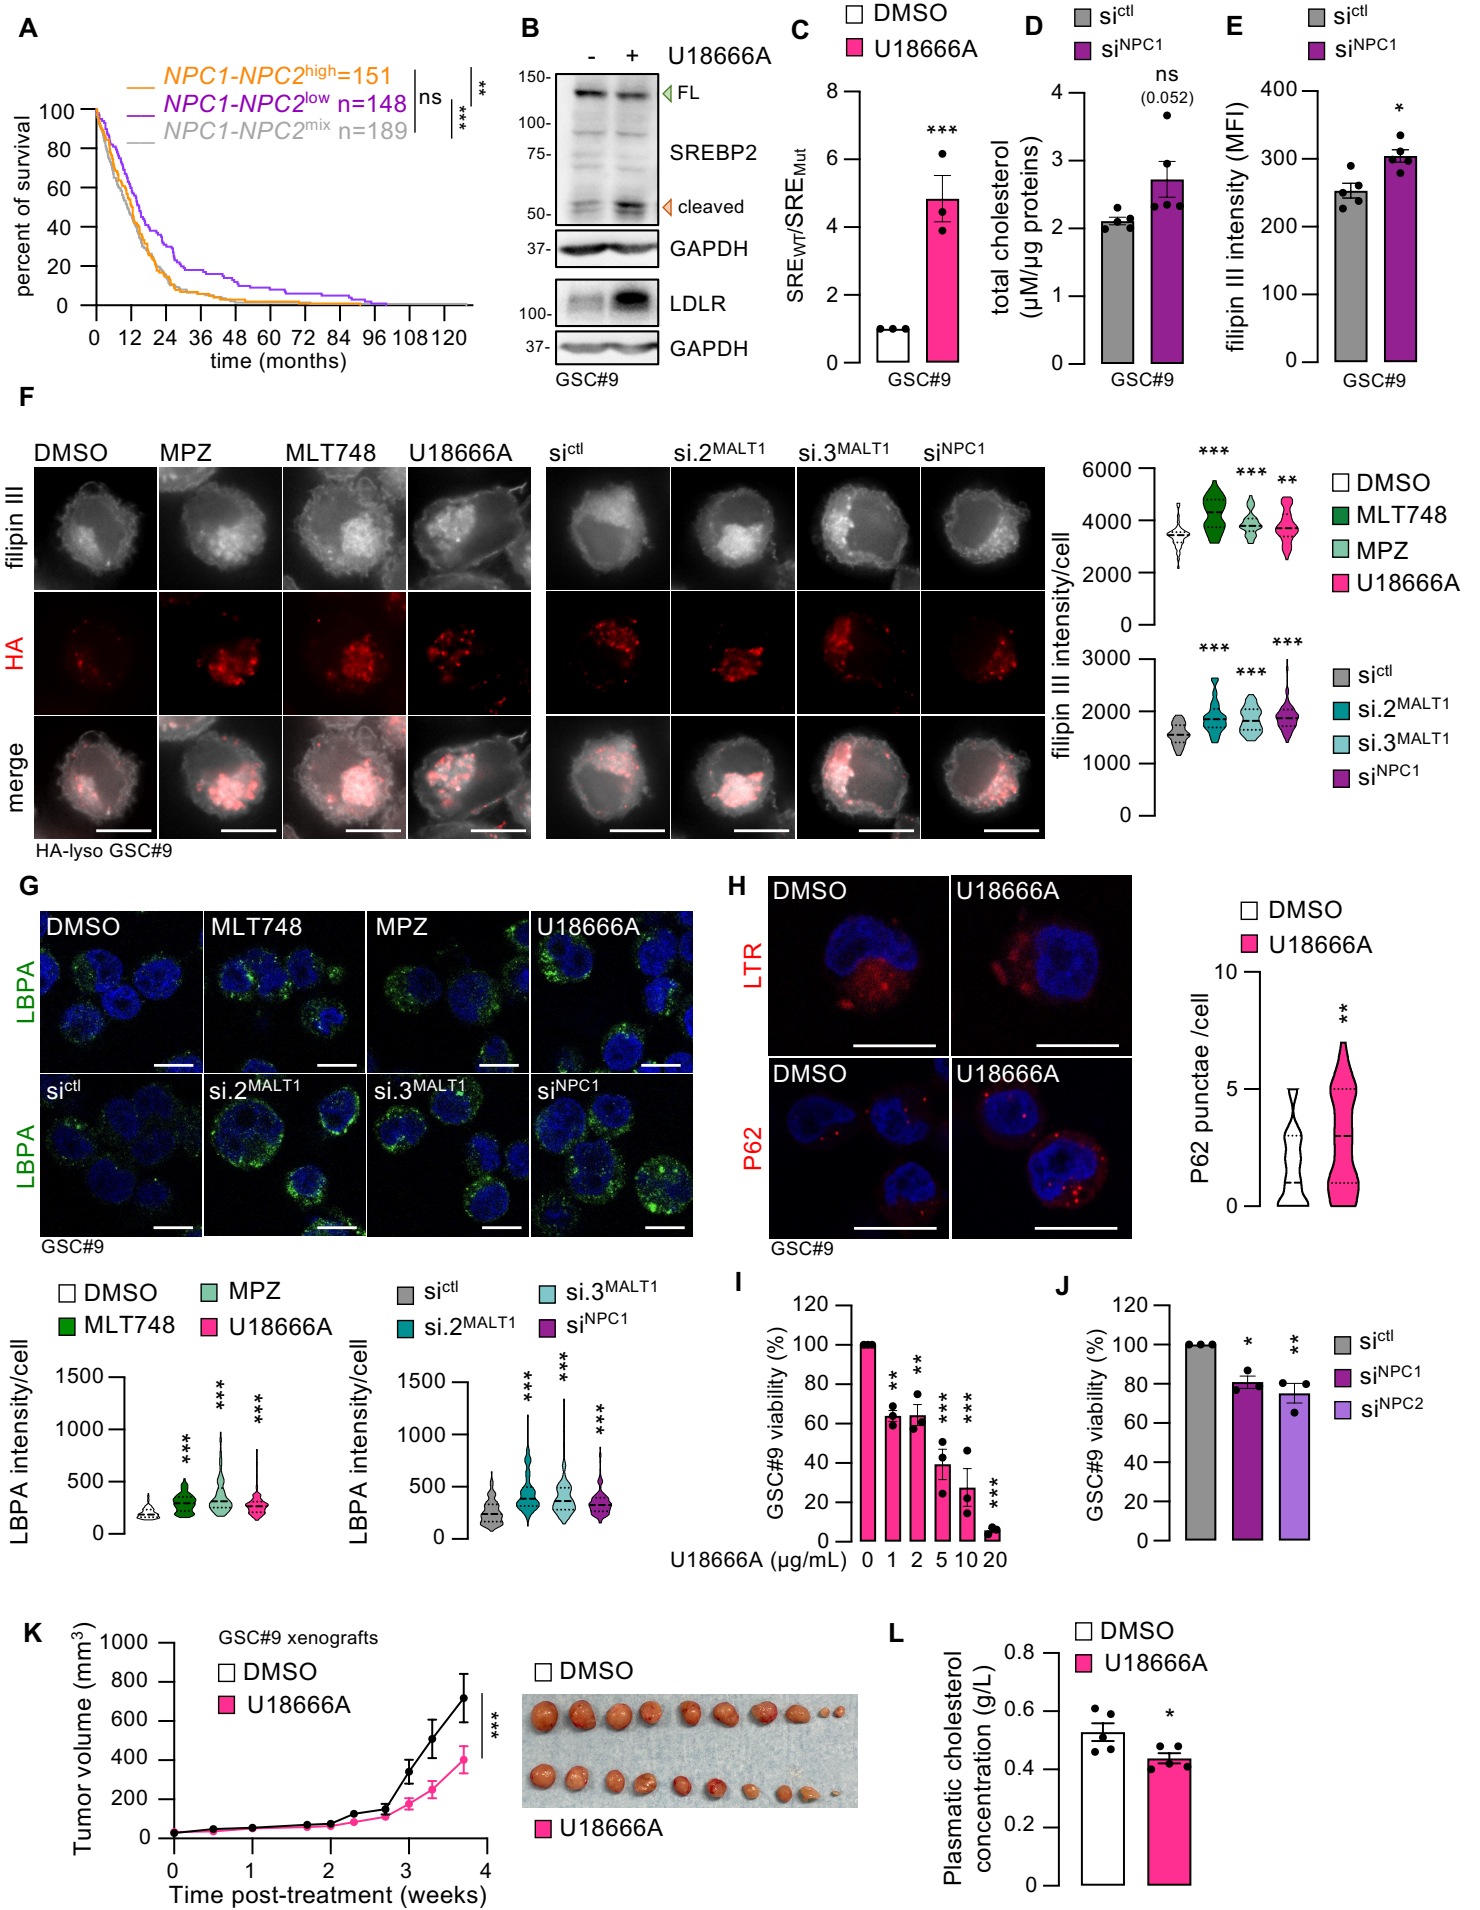 A
NPC1-NPC2high=151
NPC1-NPC2low n=148
NPC1-NPC2mix n=189
ns
**
***
percent of survival
100
80
60
40
20
0
0 12 24 36 48 60 72 84 96 108 120
time (months)
B
- + U18666A
150-
100-
75-
50-
37-
100-
37-
FL
SREBP2
cleaved
GAPDH
LDLR
GAPDH
GSC#9
C
DMSO
U18666A
SREWT/SREMut
8
6
4
2
0
***
GSC#9
D
sictl
siNPC1
total cholesterol
(µM/µg proteins)
4
3
2
1
0
ns
(0.052)
GSC#9
E
sictl
siNPC1
filipin III intensity (MFI)
400
300
200
100
0
*
GSC#9
F
DMSO MPZ MLT748 U18666A sictl si.2MALT1 si.3MALT1 siNPC1
filipin III
HA
merge
HA-lyso GSC#9
filipin III intensity/cell
6000
4000
2000
0
*** *** **
DMSO
MLT748
MPZ
U18666A
filipin III intensity/cell
3000
2000
1000
0
*** *** ***
sictl
si.2MALT1
si.3MALT1
siNPC1
G
LBPA
DMSO MLT748 MPZ U18666A
LBPA
sictl si.2MALT1 si.3MALT1 siNPC1
GSC#9
DMSO MPZ
MLT748 U18666A
LBPA intensity/cell
1500
1000
500
0
*** *** ***
sictl si.3MALT1
si.2MALT1 siNPC1
LBPA intensity/cell
1500
1000
500
0
*** *** ***
H
LTR
DMSO U18666A
P62
DMSO U18666A
GSC#9
DMSO
U18666A
P62 punctae /cell
10
5
0
**
I
GSC#9 viability (%)
120
100
80
60
40
20
0
** ** *** *** ***
U18666A (µg/mL) 0 1 2 5 10 20
J
GSC#9 viability (%)
120
100
80
60
40
20
0
* **
sictl
siNPC1
siNPC2
K
GSC#9 xenografts
DMSO
U18666A
Tumor volume (mm3)
1000
800
600
400
200
0
***
0 1 2 3 4
Time post-treatment (weeks)
DMSO
U18666A
L
DMSO
U18666A
Plasmatic cholesterol
concentration (g/L)
0.8
0.6
0.4
0.2
0
*